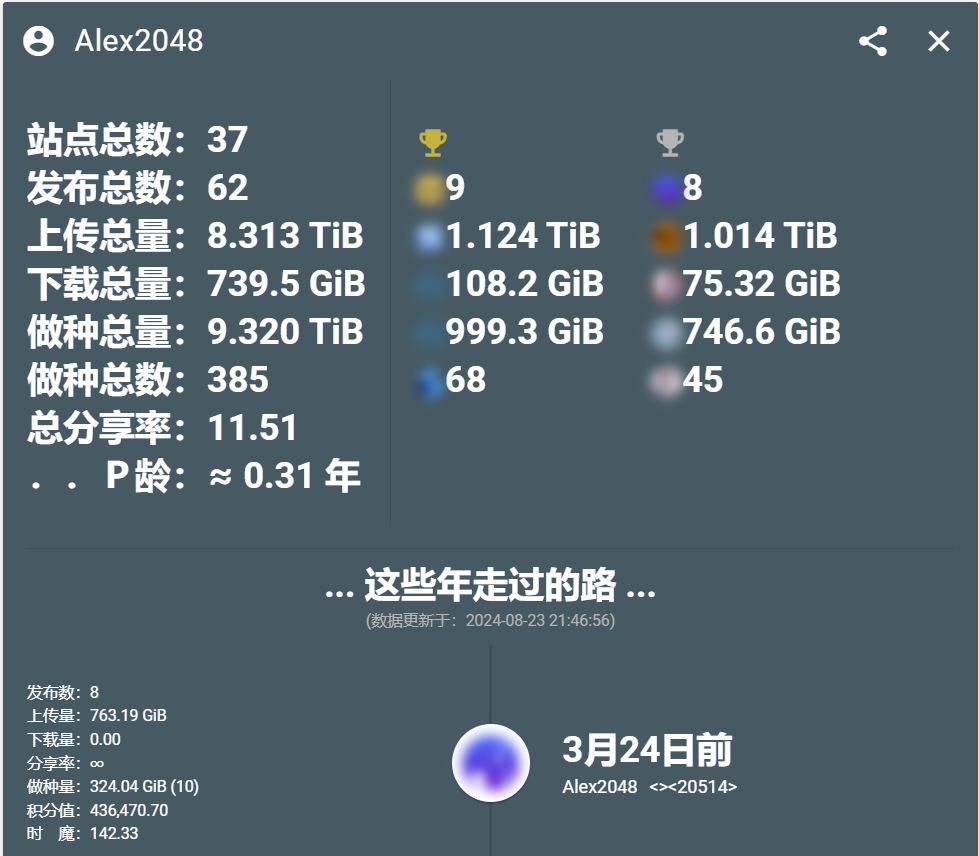 Alex2048
站点总数：37
发布总数：62
上传总量：8.313 TiB
下载总量：739.5 GiB
做种总量：9.320 TiB
做种总数：385
总分享率：11.51
．．P龄：≈ 0.31 年
9
1.124 TiB
108.2 GiB
999.3 GiB
68
8
1.014 TiB
75.32 GiB
746.6 GiB
45
... 这些年走过的路 ...
(数据更新于：2024-08-23 21:46:56)
发布数：8
上传量：763.19 GiB
下载量：0.00
分享率：∞
做种量：324.04 GiB (10)
积分值：436,470.70
时　魔：142.33
3月24日前
Alex2048 <><20514>